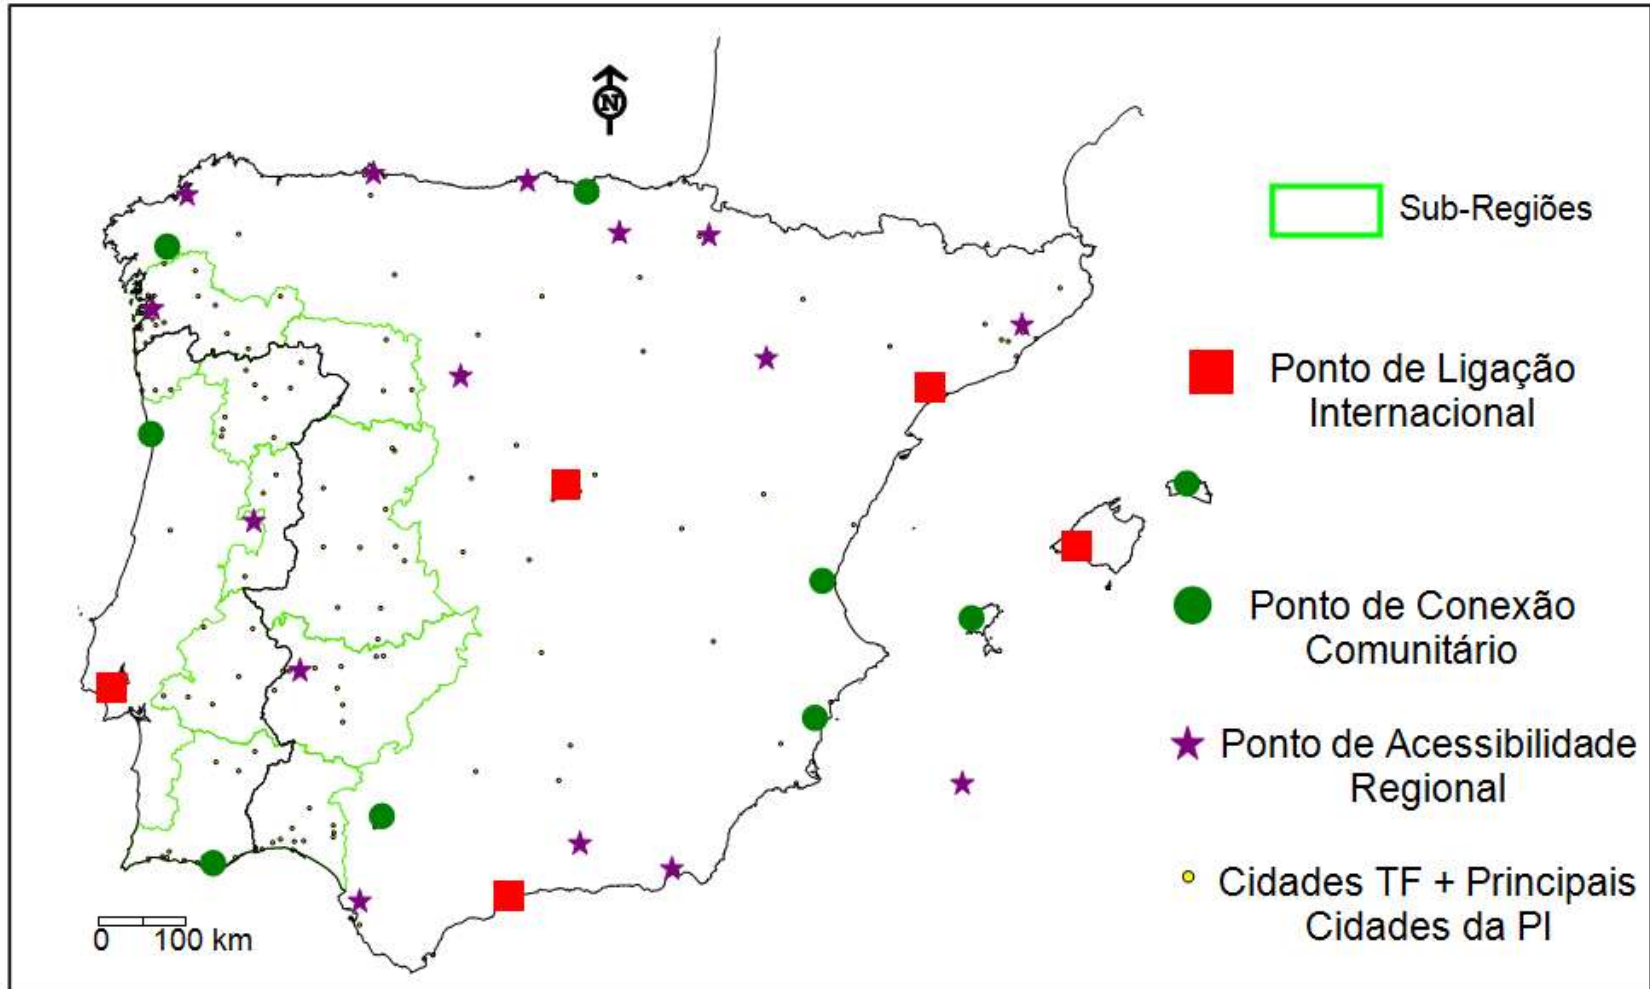 N
Sub-Regiões
Ponto de Ligação
Internacional
Ponto de Conexão
Comunitário
Ponto de Acessibilidade
Regional
Cidades TF + Principais
Cidades da PI
0 100 km